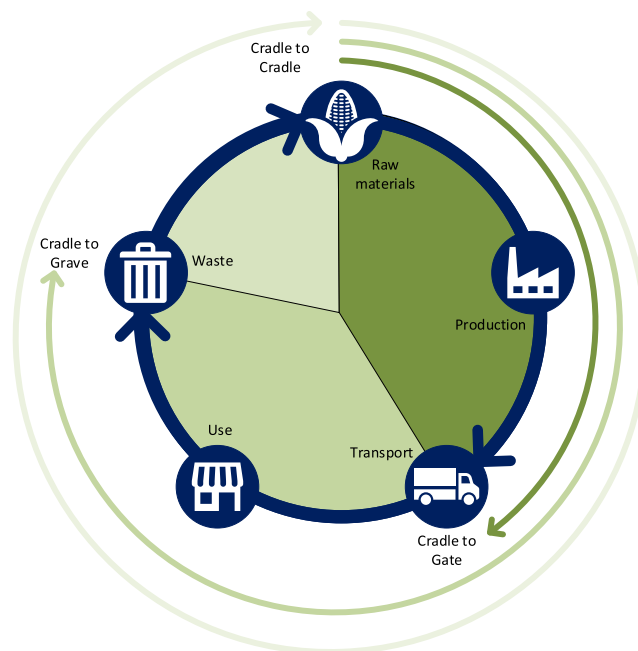 Cradle to
Cradle
Raw
materials
Cradle to
Grave
Waste
Production
Use
Transport
Cradle to
Gate